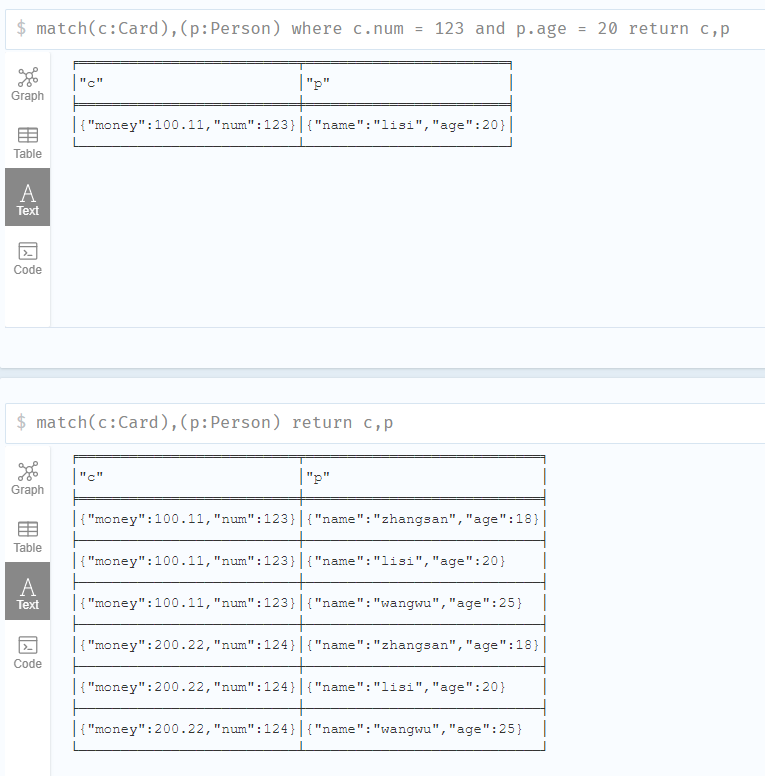 $ match(c:Card),(p:Person) where c.num = 123 and p.age = 20 return c,p
Graph
Table
A
Text
Code
"c" "p"
{"money":100.11,"num":123} {"name":"lisi","age":20}
$ match(c:Card),(p:Person) return c,p
Graph
Table
A
Text
Code
"c" "p"
{"money":100.11,"num":123} {"name":"zhangsan","age":18}
{"money":100.11,"num":123} {"name":"lisi","age":20}
{"money":100.11,"num":123} {"name":"wangwu","age":25}
{"money":200.22,"num":124} {"name":"zhangsan","age":18}
{"money":200.22,"num":124} {"name":"lisi","age":20}
{"money":200.22,"num":124} {"name":"wangwu","age":25}